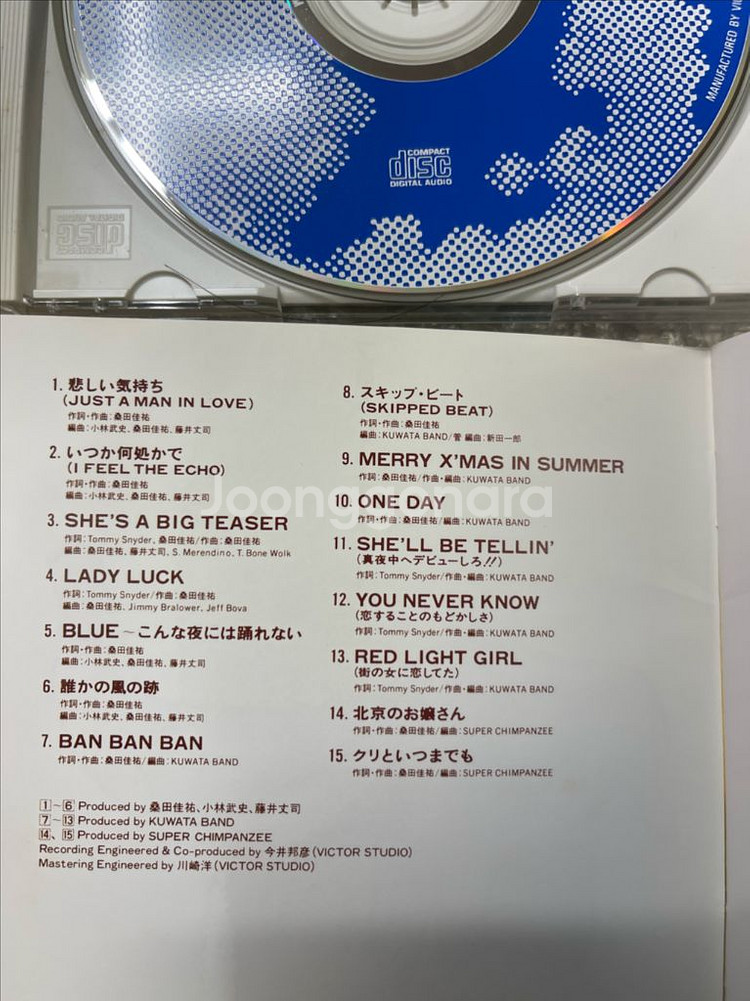 MANUFACTURED BY VI
COMPACT
disc
DIGITAL AUDIO
1. 悲しい気持ち
(JUST A MAN IN LOVE)
作詞・作曲：桑田佳祐
編曲：小林武史、桑田佳祐、藤井丈司
2. いつか何処かで
(I FEEL THE ECHO)
作詞・作曲：桑田佳祐
編曲：小林武史、桑田佳祐、藤井丈司
3. SHE'S A BIG TEASER
作詞：Tommy Snyder、桑田佳祐/作曲：桑田佳祐
編曲：桑田佳祐、藤井丈司、S. Merendino、T. Bone Wolk
4. LADY LUCK
作詞：Tommy Snyder/作曲：桑田佳祐
編曲：桑田佳祐、Jimmy Bralower、Jeff Bova
5. BLUE～こんな夜には踊れない
作詞・作曲：桑田佳祐
編曲：小林武史、桑田佳祐、藤井丈司
6. 誰かの風の跡
作詞・作曲：桑田佳祐
編曲：小林武史、桑田佳祐、藤井丈司
7. BAN BAN BAN
作詞・作曲：桑田佳祐/編曲：KUWATA BAND
8. スキップ・ビート
(SKIPPED BEAT)
作詞・作曲：桑田佳祐
編曲：KUWATA BAND/管 編曲：新田一郎
9. MERRY X'MAS IN SUMMER
作詞：桑田佳祐/作曲・編曲：KUWATA BAND
10. ONE DAY
作詞・作曲：桑田佳祐/編曲：KUWATA BAND
11. SHE'LL BE TELLIN'
(真夜中へデビューしろ!!)
作詞：Tommy Snyder/作曲・編曲：KUWATA BAND
12. YOU NEVER KNOW
(恋することのもどかしさ)
作詞：Tommy Snyder/作曲・編曲：KUWATA BAND
13. RED LIGHT GIRL
(街の女に恋してた)
作詞：Tommy Snyder/作曲・編曲：KUWATA BAND
14. 北京のお嬢さん
作詞・作曲：桑田佳祐/編曲：SUPER CHIMPANZEE
15. クリといつまでも
作詞・作曲：桑田佳祐/編曲：SUPER CHIMPANZEE
1～6 Produced by 桑田佳祐、小林武史、藤井丈司
7～13 Produced by KUWATA BAND
14、15 Produced by SUPER CHIMPANZEE
Recording Engineered & Co-produced by 今井邦彦(VICTOR STUDIO)
Mastering Engineered by 川崎洋(VICTOR STUDIO)
Joonggonara